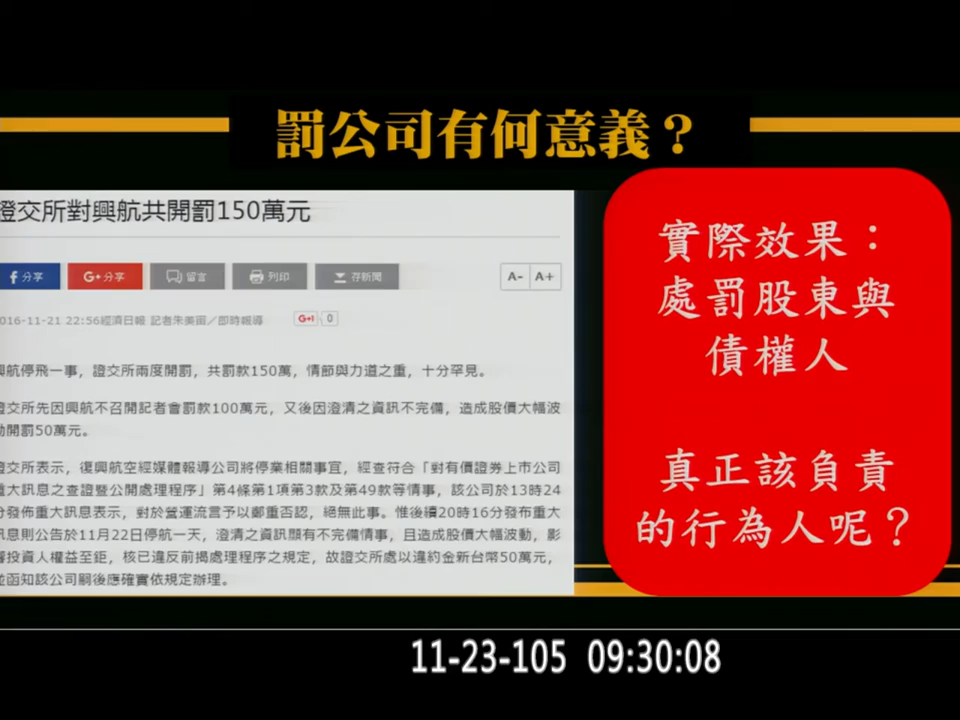 罰公司有何意義？
證交所對興航共開罰150萬元
分享
G+ 分享
留言
列印
存新聞
A- A+
016-11-21 22:56經濟日報 記者朱美宙／即時報導
G+1 0
興航停飛一事，證交所兩度開罰，共罰款150萬，情節與力道之重，十分罕見。
證交所先因興航不召開記者會罰款100萬元，又後因澄清之資訊不完備，造成股價大幅波
動開罰50萬元。
證交所表示，復興航空經媒體報導公司將停業相關事宜，經查符合「對有價證券上市公司
重大訊息之查證暨公開處理程序」第4條第1項第3款及第49款等情事，該公司於13時24
分發佈重大訊息表示，對於營運流言予以鄭重否認，絕無此事。惟後續20時16分發布重大
訊息則公告於11月22日停航一天，澄清之資訊顯有不完備情事，且造成股價大幅波動，影
響投資人權益至鉅，核已違反前揭處理程序之規定，故證交所處以違約金新台幣50萬元，
並函知該公司嗣後應確實依規定辦理。
實際效果：
處罰股東與
債權人
真正該負責
的行為人呢？
11-23-105 09:30:08